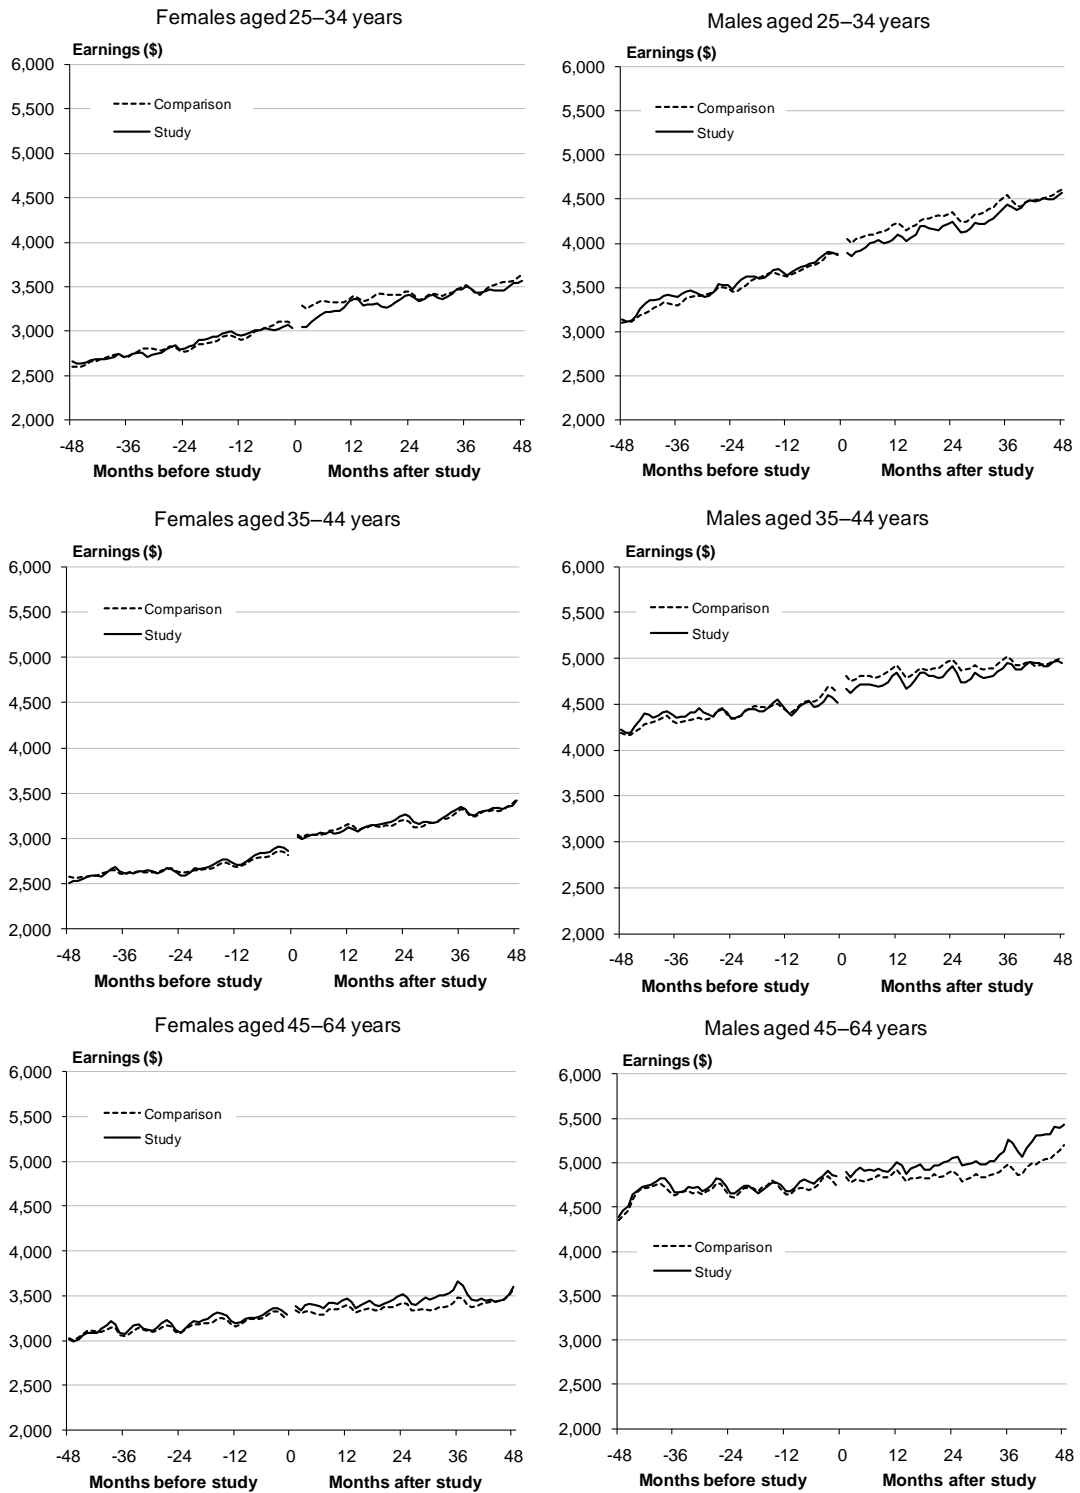 Females aged 25–34 years
Earnings ($)
6,000
5,500
5,000
4,500
4,000
3,500
3,000
2,500
2,000
Comparison
Study
-48 -36 -24 -12 0 12 24 36 48
Months before study Months after study
Males aged 25–34 years
Earnings ($)
6,000
5,500
5,000
4,500
4,000
3,500
3,000
2,500
2,000
Comparison
Study
-48 -36 -24 -12 0 12 24 36 48
Months before study Months after study
Females aged 35–44 years
Earnings ($)
6,000
5,500
5,000
4,500
4,000
3,500
3,000
2,500
2,000
Comparison
Study
-48 -36 -24 -12 0 12 24 36 48
Months before study Months after study
Males aged 35–44 years
Earnings ($)
6,000
5,500
5,000
4,500
4,000
3,500
3,000
2,500
2,000
Comparison
Study
-48 -36 -24 -12 0 12 24 36 48
Months before study Months after study
Females aged 45–64 years
Earnings ($)
6,000
5,500
5,000
4,500
4,000
3,500
3,000
2,500
2,000
Comparison
Study
-48 -36 -24 -12 0 12 24 36 48
Months before study Months after study
Males aged 45–64 years
Earnings ($)
6,000
5,500
5,000
4,500
4,000
3,500
3,000
2,500
2,000
Comparison
Study
-48 -36 -24 -12 0 12 24 36 48
Months before study Months after study